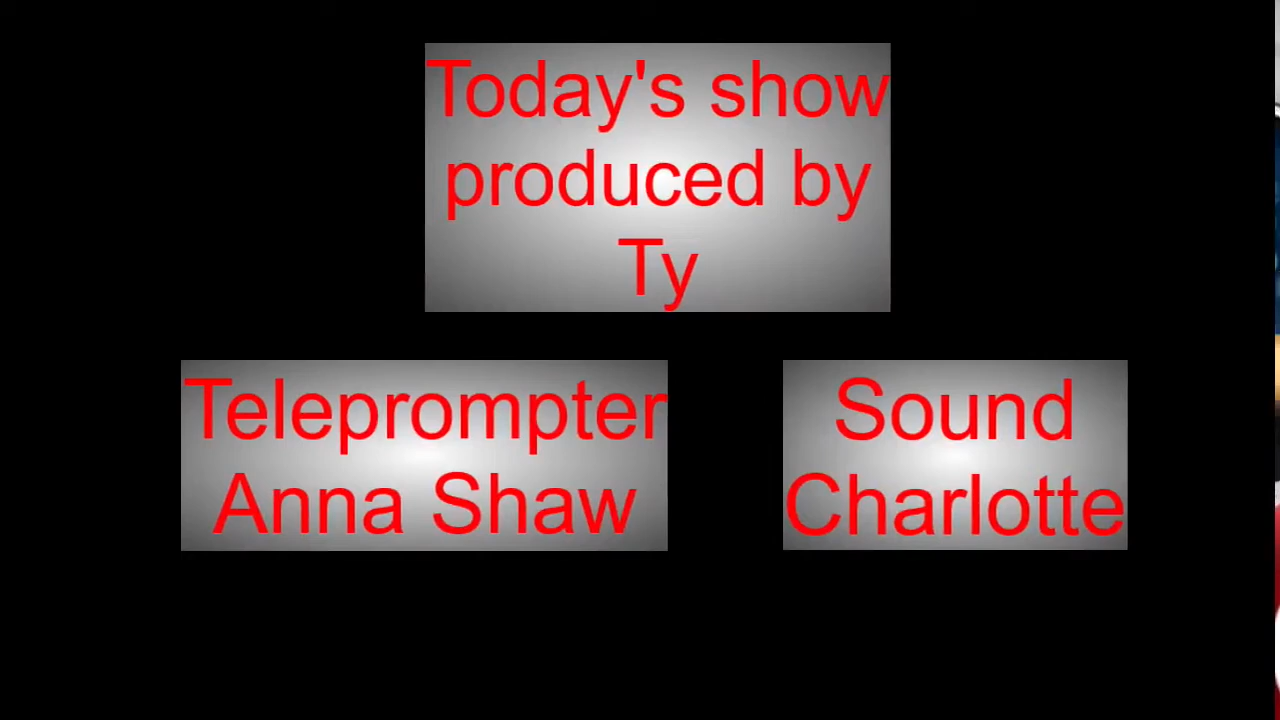 Today's show
produced by
Ty
Teleprompter
Anna Shaw
Sound
Charlotte